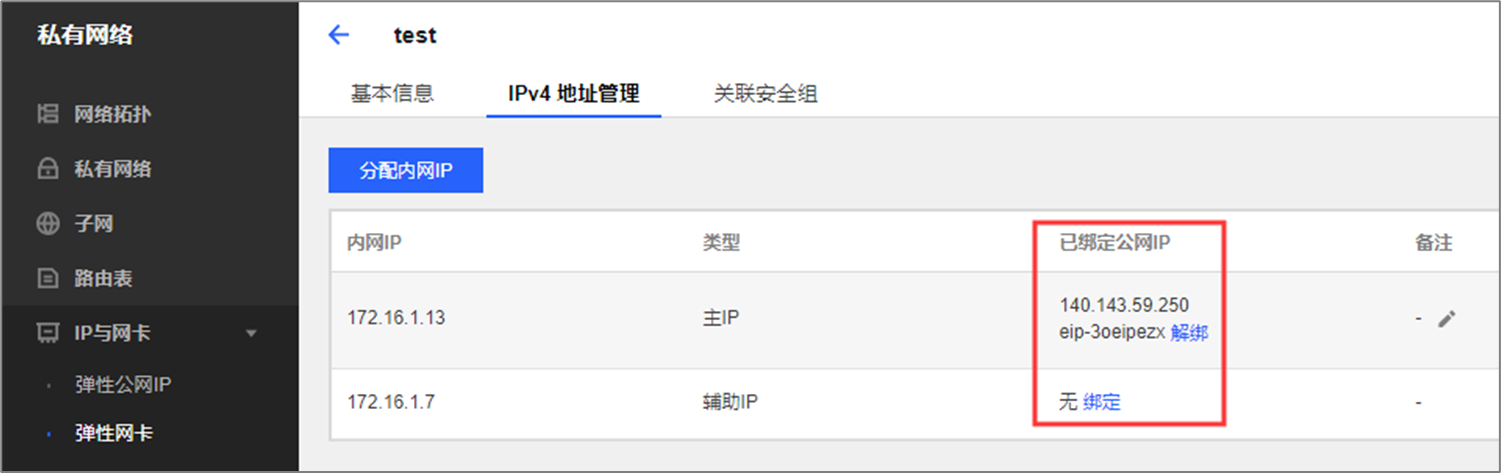 私有网络
网络拓扑
私有网络
子网
路由表
IP与网卡
弹性公网IP
弹性网卡
test
基本信息 IPv4 地址管理 关联安全组
分配内网IP
内网IP 类型 已绑定公网IP 备注
172.16.1.13 主IP 140.143.59.250 -
eip-3oeipezx 解绑
172.16.1.7 辅助IP 无 绑定 -